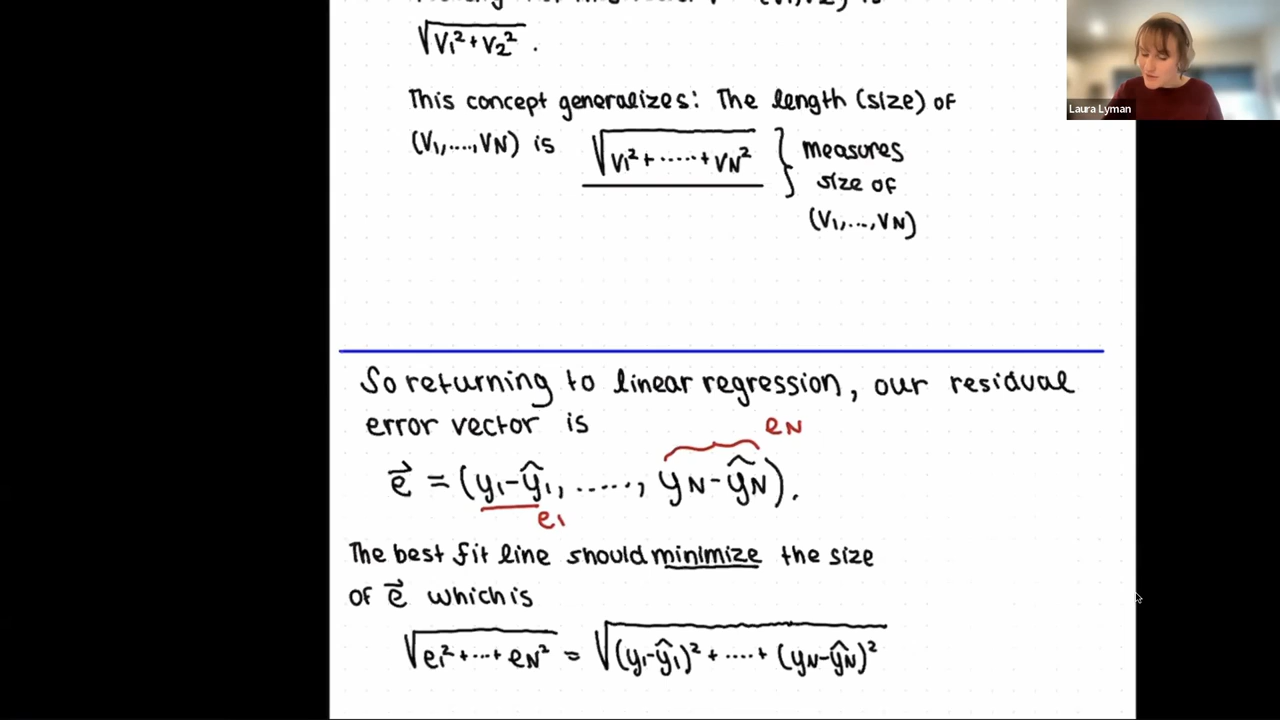 √v₁²+v₂² .
This concept generalizes: The length (size) of
(v₁,....,vN) is √v₁²+·····+vN² } measures
size of
(v₁,...,vN)
Laura Lyman
So returning to linear regression, our residual
error vector is
eN
e⃗ = (y₁-ŷ₁, ....., yN-ŷN).
e₁
The best fit line should minimize the size
of e⃗ which is
√e₁²+···+eN² = √(y₁-ŷ₁)²+····+(yN-ŷN)²